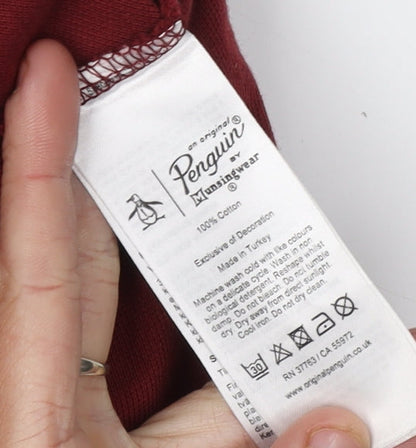 an original
Penguin®
BY
Munsingwear®
100% Cotton
Exclusive of Decoration
Made in Turkey
Machine wash cold with like colours
on a delicate cycle. Wash in non
biological detergent. Reshape whilst
damp. Do not bleach. Do not tumble
dry. Dry away from direct sunlight.
Cool iron. Do not dry clean.
30
RN 37763 / CA 55972
www.originalpenguin.co.uk